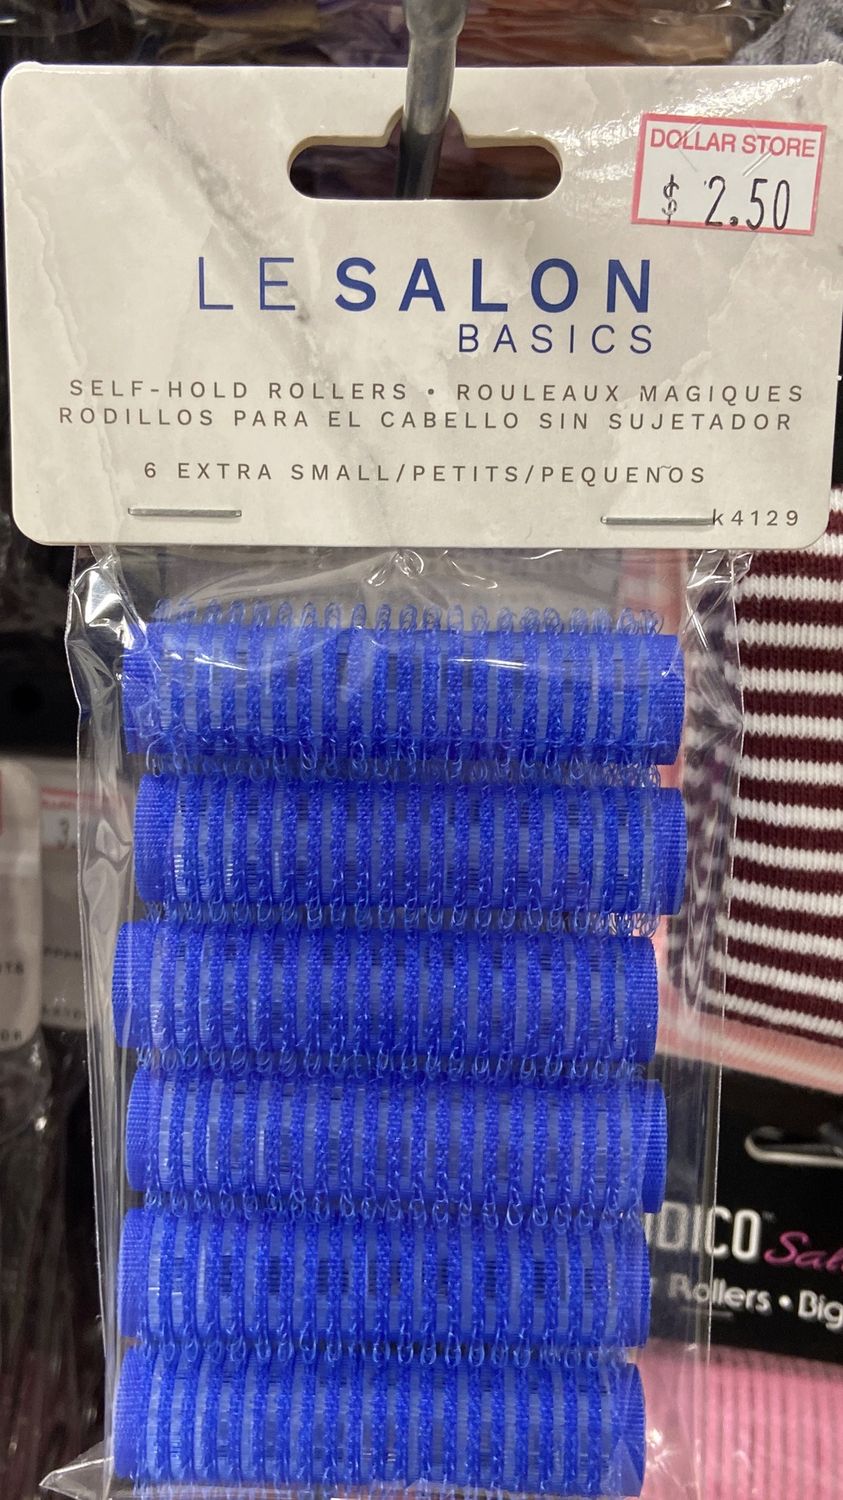 DOLLAR STORE
$ 2.50
LE SALON
BASICS
SELF-HOLD ROLLERS • ROULEAUX MAGIQUES
RODILLOS PARA EL CABELLO SIN SUJETADOR
6 EXTRA SMALL/PETITS/PEQUEÑOS
k4129
Rollers • Big